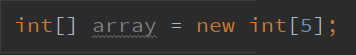 int[] array = new int[5];